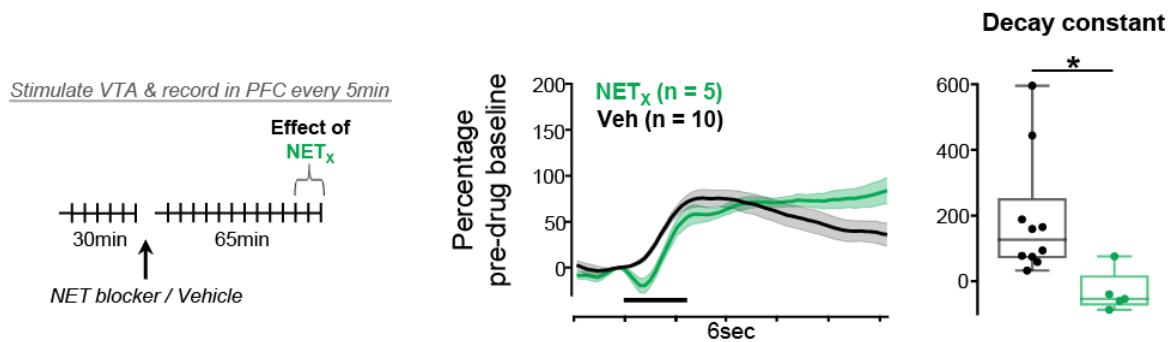 Stimulate VTA & record in PFC every 5min
Effect of
NETX
30min
65min
NET blocker / Vehicle
Percentage
pre-drug baseline
200
150
100
50
0
NETX (n = 5)
Veh (n = 10)
6sec
Decay constant
*
600
400
200
0